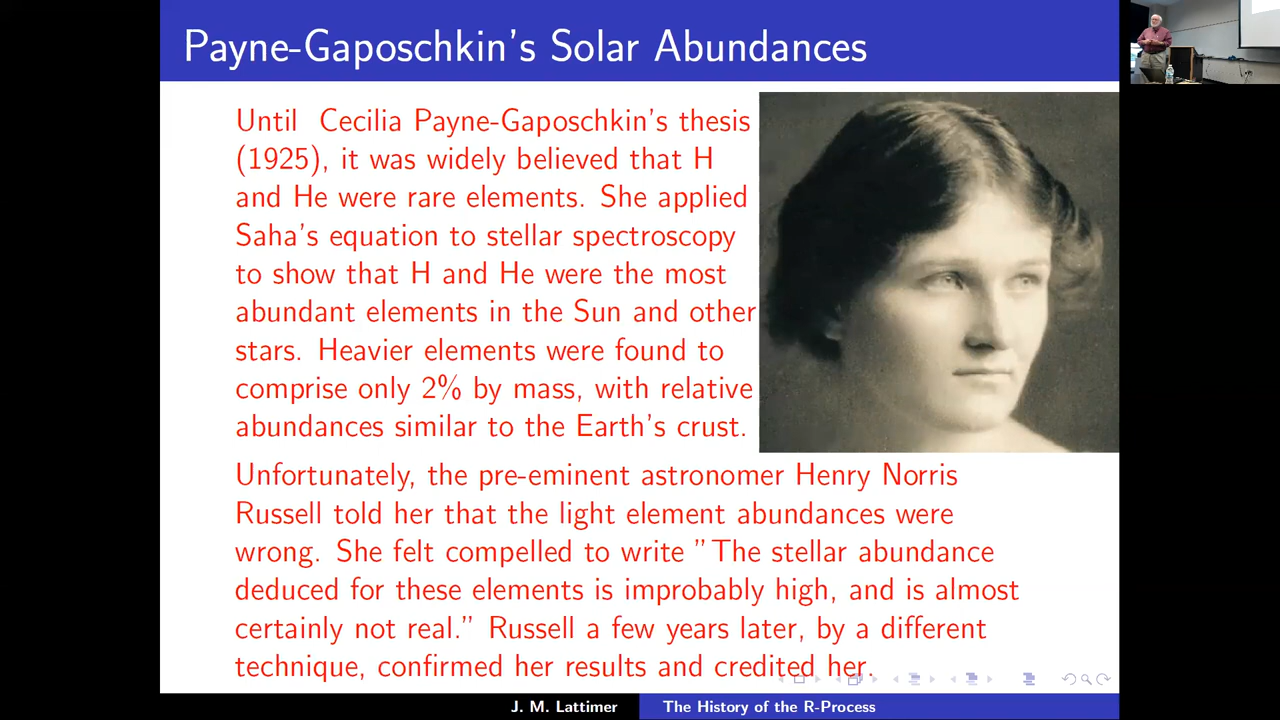 Payne-Gaposchkin's Solar Abundances
Until Cecilia Payne-Gaposchkin's thesis
(1925), it was widely believed that H
and He were rare elements. She applied
Saha's equation to stellar spectroscopy
to show that H and He were the most
abundant elements in the Sun and other
stars. Heavier elements were found to
comprise only 2% by mass, with relative
abundances similar to the Earth's crust.
Unfortunately, the pre-eminent astronomer Henry Norris
Russell told her that the light element abundances were
wrong. She felt compelled to write "The stellar abundance
deduced for these elements is improbably high, and is almost
certainly not real." Russell a few years later, by a different
technique, confirmed her results and credited her.
J. M. Lattimer
The History of the R-Process